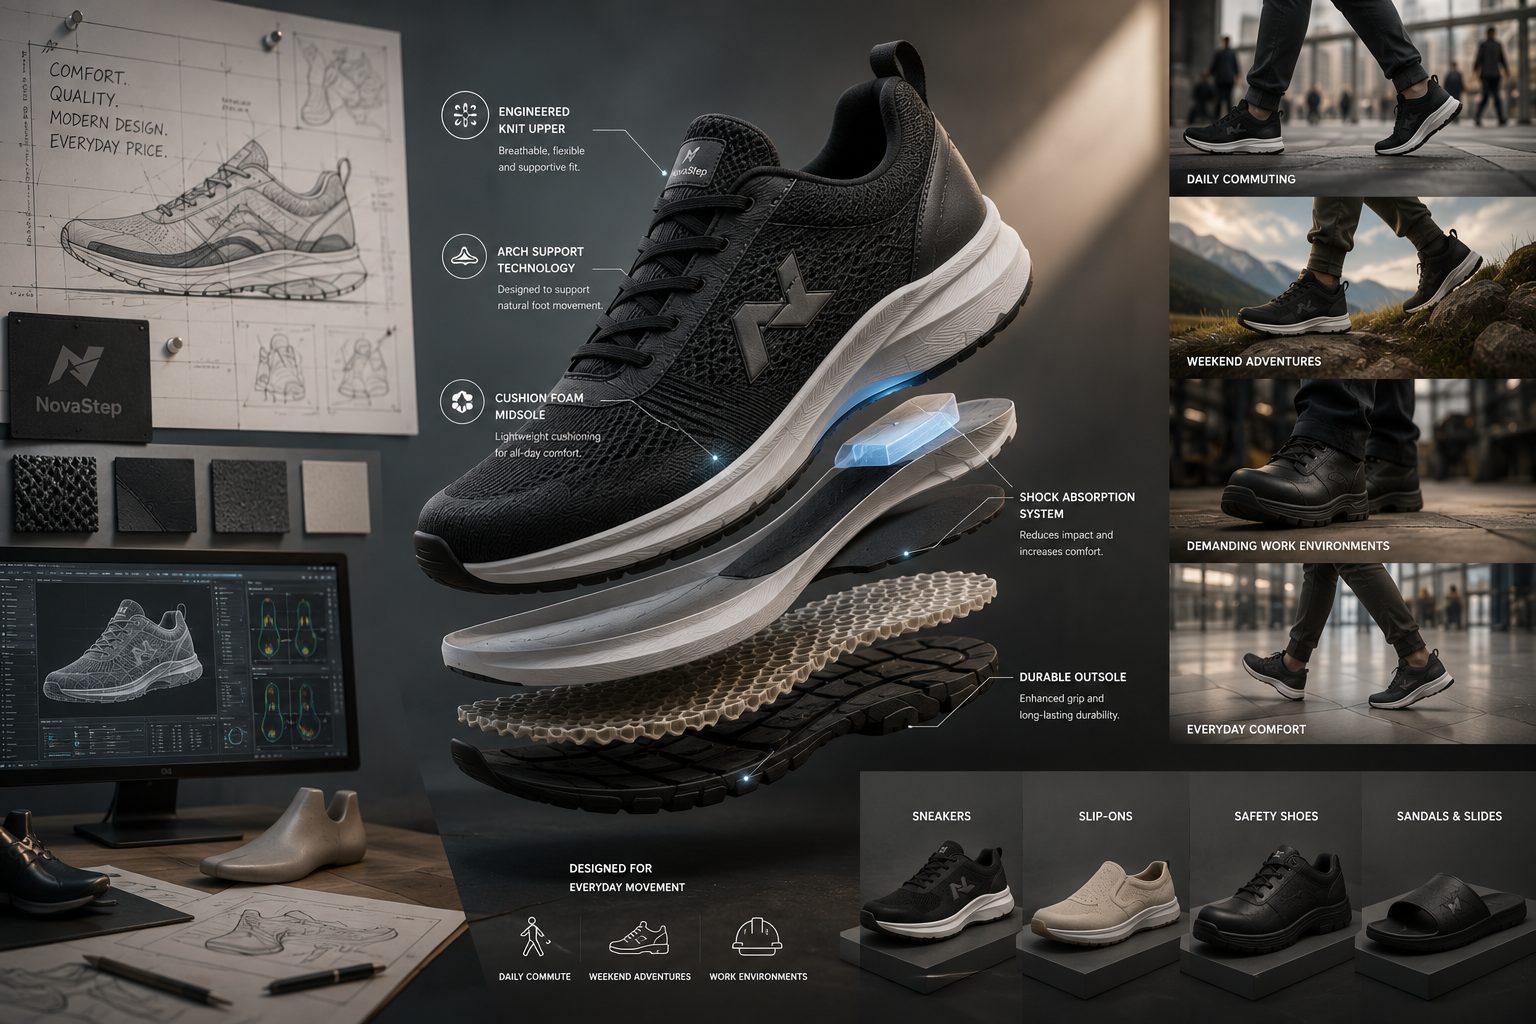 COMFORT.
QUALITY.
MODERN DESIGN.
EVERYDAY PRICE.
NovaStep
ENGINEERED
KNIT UPPER
Breathable, flexible
and supportive fit.
NovaStep
ARCH SUPPORT
TECHNOLOGY
Designed to support
natural foot movement.
CUSHION FOAM
MIDSOLE
Lightweight cushioning
for all-day comfort.
SHOCK ABSORPTION
SYSTEM
Reduces impact and
increases comfort.
DURABLE OUTSOLE
Enhanced grip and
long-lasting durability.
DESIGNED FOR
EVERYDAY MOVEMENT
DAILY COMMUTE
WEEKEND ADVENTURES
WORK ENVIRONMENTS
DAILY COMMUTING
WEEKEND ADVENTURES
DEMANDING WORK ENVIRONMENTS
EVERYDAY COMFORT
SNEAKERS
SLIP-ONS
SAFETY SHOES
SANDALS & SLIDES